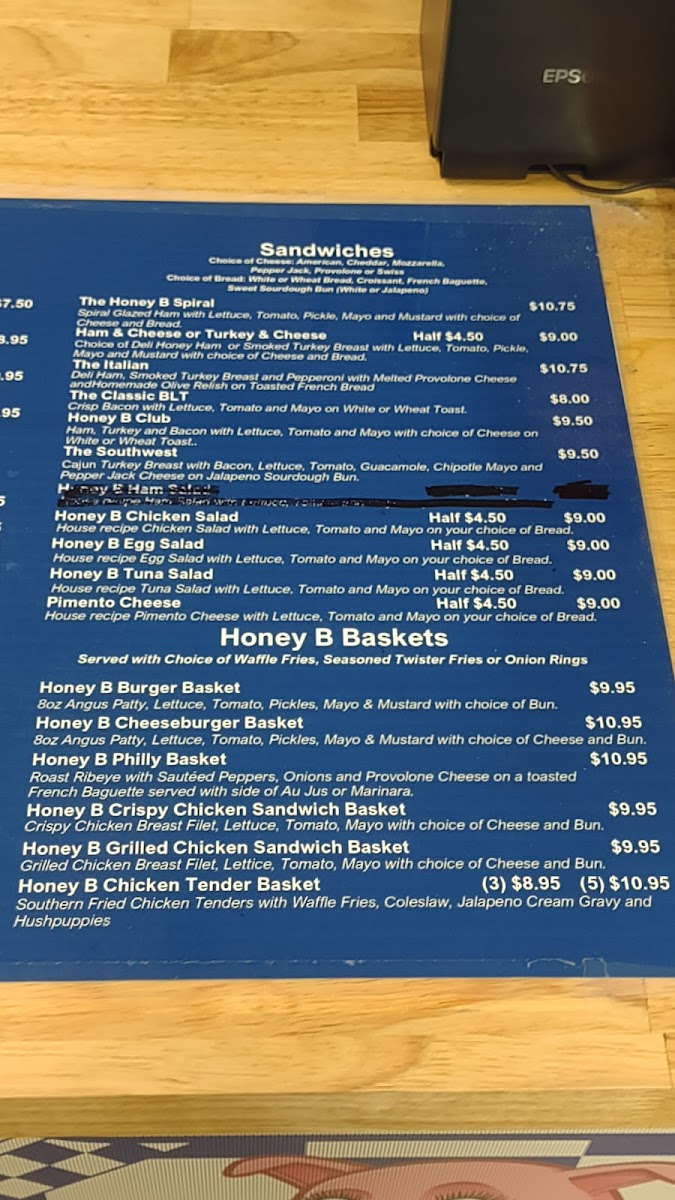 EPS
Sandwiches
Choice of Cheese: American, Cheddar, Mozzarella,
Pepper Jack, Provolone or Swiss
Choice of Bread: White or Wheat Bread, Croissant, French Baguette,
Sweet Sourdough Bun (White or Jalapeno)
$7.50
The Honey B Spiral $10.75
Spiral Glazed Ham with Lettuce, Tomato, Pickle, Mayo and Mustard with choice of
Cheese and Bread.
8.95
Ham & Cheese or Turkey & Cheese Half $4.50 $9.00
Choice of Deli Honey Ham or Smoked Turkey Breast with Lettuce, Tomato, Pickle,
Mayo and Mustard with choice of Cheese and Bread.
.95
The Italian $10.75
Deli Ham, Smoked Turkey Breast and Pepperoni with Melted Provolone Cheese
andHomemade Olive Relish on Toasted French Bread
The Classic BLT $8.00
Crisp Bacon with Lettuce, Tomato and Mayo on White or Wheat Toast.
95
Honey B Club $9.50
Ham, Turkey and Bacon with Lettuce, Tomato and Mayo with choice of Cheese on
White or Wheat Toast..
The Southwest $9.50
Cajun Turkey Breast with Bacon, Lettuce, Tomato, Guacamole, Chipotle Mayo and
Pepper Jack Cheese on Jalapeno Sourdough Bun.
Honey B Ham Salad
5
Honey B Chicken Salad Half $4.50 $9.00
House recipe Chicken Salad with Lettuce, Tomato and Mayo on your choice of Bread.
Honey B Egg Salad Half $4.50 $9.00
House recipe Egg Salad with Lettuce, Tomato and Mayo on your choice of Bread.
Honey B Tuna Salad Half $4.50 $9.00
House recipe Tuna Salad with Lettuce, Tomato and Mayo on your choice of Bread.
Pimento Cheese Half $4.50 $9.00
House recipe Pimento Cheese with Lettuce, Tomato and Mayo on your choice of Bread.
Honey B Baskets
Served with Choice of Waffle Fries, Seasoned Twister Fries or Onion Rings
Honey B Burger Basket $9.95
8oz Angus Patty, Lettuce, Tomato, Pickles, Mayo & Mustard with choice of Bun.
Honey B Cheeseburger Basket $10.95
8oz Angus Patty, Lettuce, Tomato, Pickles, Mayo & Mustard with choice of Cheese and Bun.
Honey B Philly Basket $10.95
Roast Ribeye with Sautéed Peppers, Onions and Provolone Cheese on a toasted
French Baguette served with side of Au Jus or Marinara.
Honey B Crispy Chicken Sandwich Basket $9.95
Crispy Chicken Breast Filet, Lettuce, Tomato, Mayo with choice of Cheese and Bun.
Honey B Grilled Chicken Sandwich Basket $9.95
Grilled Chicken Breast Filet, Lettice, Tomato, Mayo with choice of Cheese and Bun.
Honey B Chicken Tender Basket (3) $8.95 (5) $10.95
Southern Fried Chicken Tenders with Waffle Fries, Coleslaw, Jalapeno Cream Gravy and
Hushpuppies